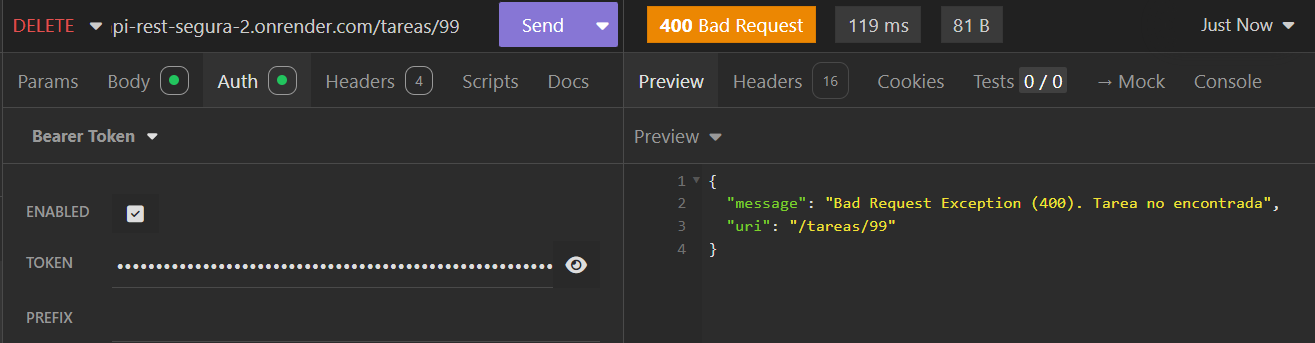 DELETE pi-rest-segura-2.onrender.com/tareas/99 Send
400 Bad Request 119 ms 81 B Just Now
Params Body Auth Headers 4 Scripts Docs
Preview Headers 16 Cookies Tests 0 / 0 → Mock Console
Bearer Token
Preview
ENABLED
TOKEN
PREFIX
1 {
2 "message": "Bad Request Exception (400). Tarea no encontrada",
3 "uri": "/tareas/99"
4 }